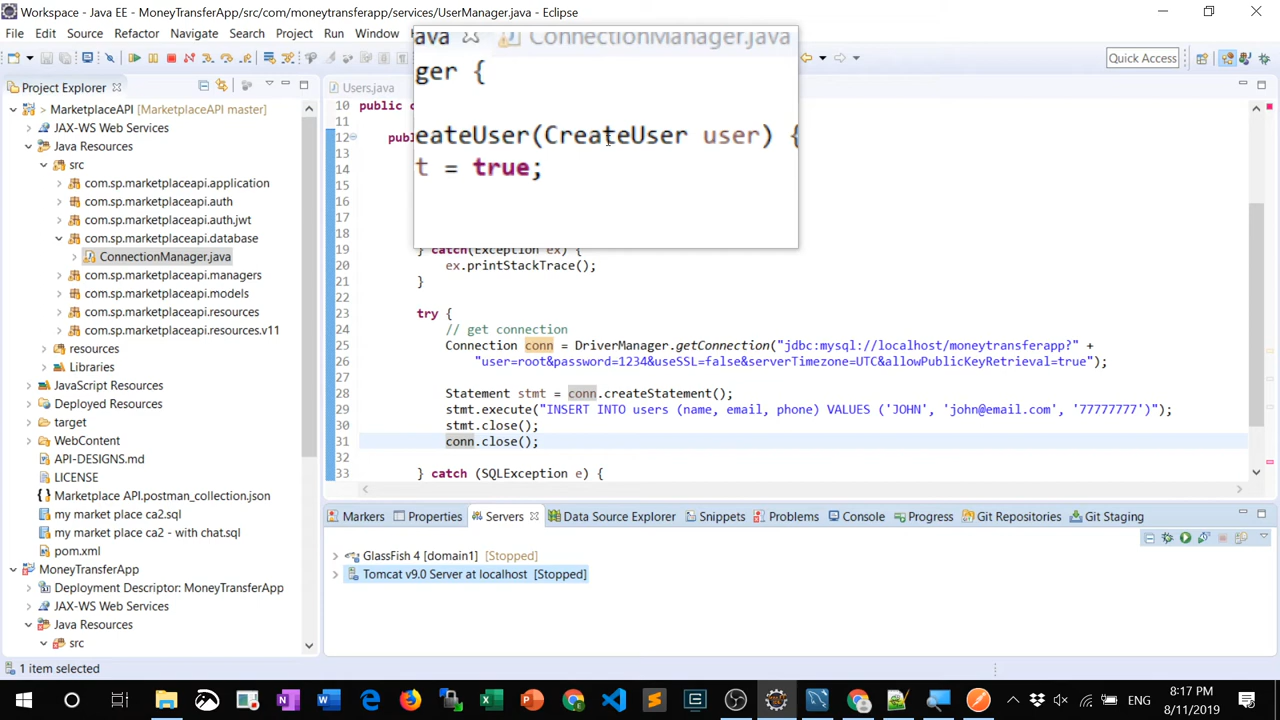 Workspace - Java EE - MoneyTransferApp/src/com/moneytransferapp/services/UserManager.java - Eclipse
File Edit Source Refactor Navigate Search Project Run Window
Quick Access
Project Explorer
MarketplaceAPI [MarketplaceAPI master]
JAX-WS Web Services
Java Resources
src
com.sp.marketplaceapi.application
com.sp.marketplaceapi.auth
com.sp.marketplaceapi.auth.jwt
com.sp.marketplaceapi.database
ConnectionManager.java
com.sp.marketplaceapi.managers
com.sp.marketplaceapi.models
com.sp.marketplaceapi.resources
com.sp.marketplaceapi.resources.v11
resources
Libraries
JavaScript Resources
Deployed Resources
target
WebContent
API-DESIGNS.md
LICENSE
Marketplace API.postman_collection.json
my market place ca2.sql
my market place ca2 - with chat.sql
pom.xml
MoneyTransferApp
Deployment Descriptor: MoneyTransferApp
JAX-WS Web Services
Java Resources
src
Users.java
ava ConnectionManager.java
ger {
eateUser(CreateUser user) {
t = true;
10 public c
11
12 publ
13
14
15
16
17
18
19 } catch(Exception ex) {
20 ex.printStackTrace();
21 }
22
23 try {
24 // get connection
25 Connection conn = DriverManager.getConnection("jdbc:mysql://localhost/moneytransferapp?" +
26 "user=root&password=1234&useSSL=false&serverTimezone=UTC&allowPublicKeyRetrieval=true");
27
28 Statement stmt = conn.createStatement();
29 stmt.execute("INSERT INTO users (name, email, phone) VALUES ('JOHN', 'john@email.com', '77777777')");
30 stmt.close();
31 conn.close();
32
33 } catch (SQLException e) {
Markers Properties Servers Data Source Explorer Snippets Problems Console Progress Git Repositories Git Staging
GlassFish 4 [domain1] [Stopped]
Tomcat v9.0 Server at localhost [Stopped]
1 item selected
ENG
8:17 PM
8/11/2019